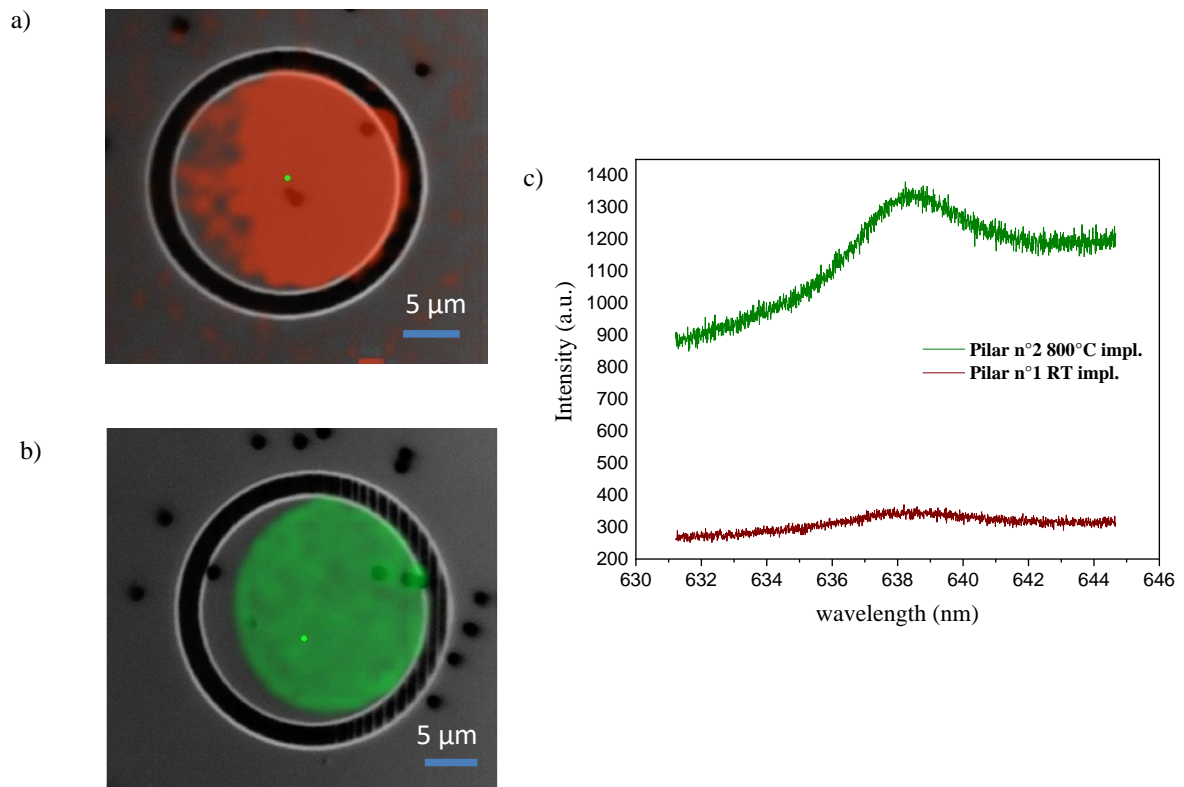 a)
5 µm
b)
5 µm
c)
Intensity (a.u.)
1400
1300
1200
1100
1000
900
800
700
600
500
400
300
200
630 632 634 636 638 640 642 644 646
wavelength (nm)
Pilar n°2 800°C impl.
Pilar n°1 RT impl.